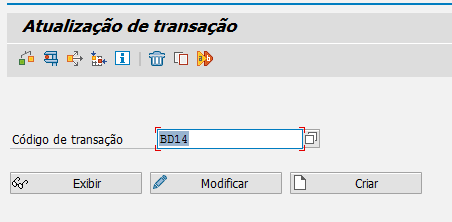 Atualização de transação
Código de transação BD14
Exibir Modificar Criar